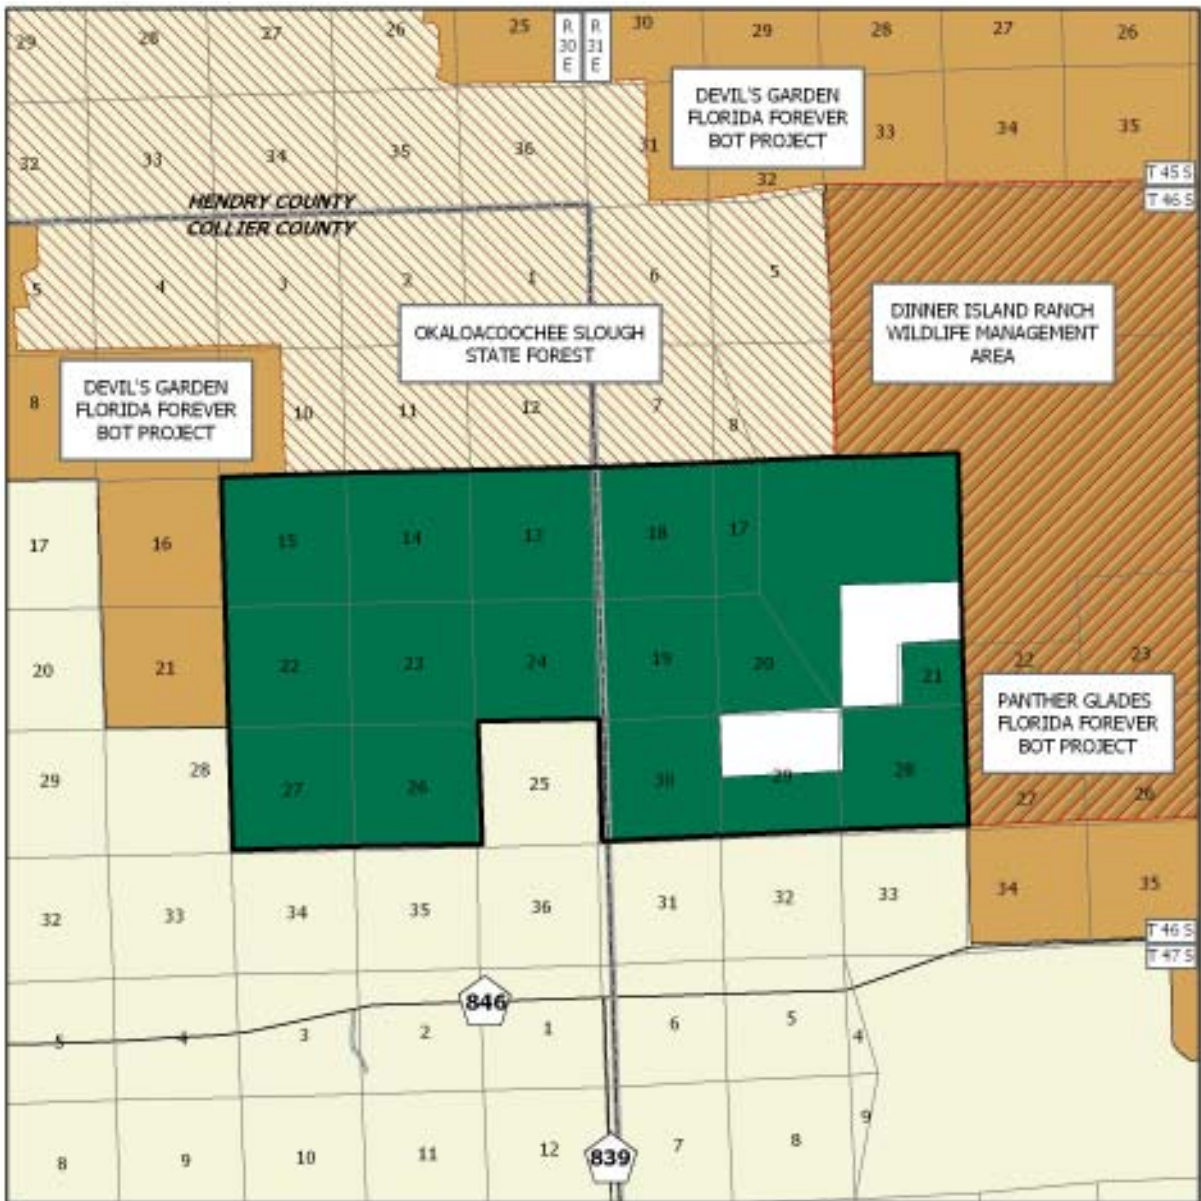 29 28 27 26 25 R 30 E R 31 E 30 29 28 27 26
DEVIL'S GARDEN
FLORIDA FOREVER
BOT PROJECT
32 33 34 35 36 31 32 33 34 35
T 45 S
T 46 S
HENDRY COUNTY
COLLIER COUNTY
5 4 3 2 1 6 5
OKALOACOOCHEE SLOUGH
STATE FOREST
DINNER ISLAND RANCH
WILDLIFE MANAGEMENT
AREA
DEVIL'S GARDEN
FLORIDA FOREVER
BOT PROJECT
8 10 11 12 7 8
17 16 15 14 13 18 17
20 21 22 23 24 19 20 21 22 23
PANTHER GLADES
FLORIDA FOREVER
BOT PROJECT
29 28 27 26 25 30 29 28 27 26
32 33 34 35 36 31 32 33 34 35
T 46 S
T 47 S
846
5 4 3 2 1 6 5 4
8 9 10 11 12 7 8 9
839